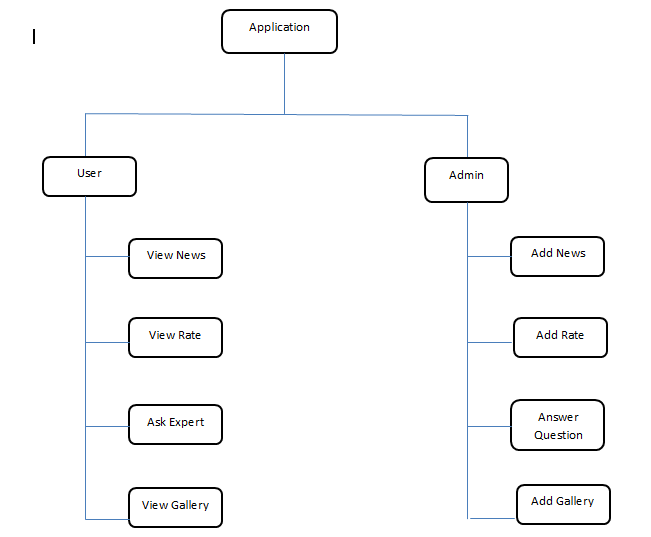 Application
User
Admin
View News
Add News
View Rate
Add Rate
Ask Expert
Answer
Question
View Gallery
Add Gallery